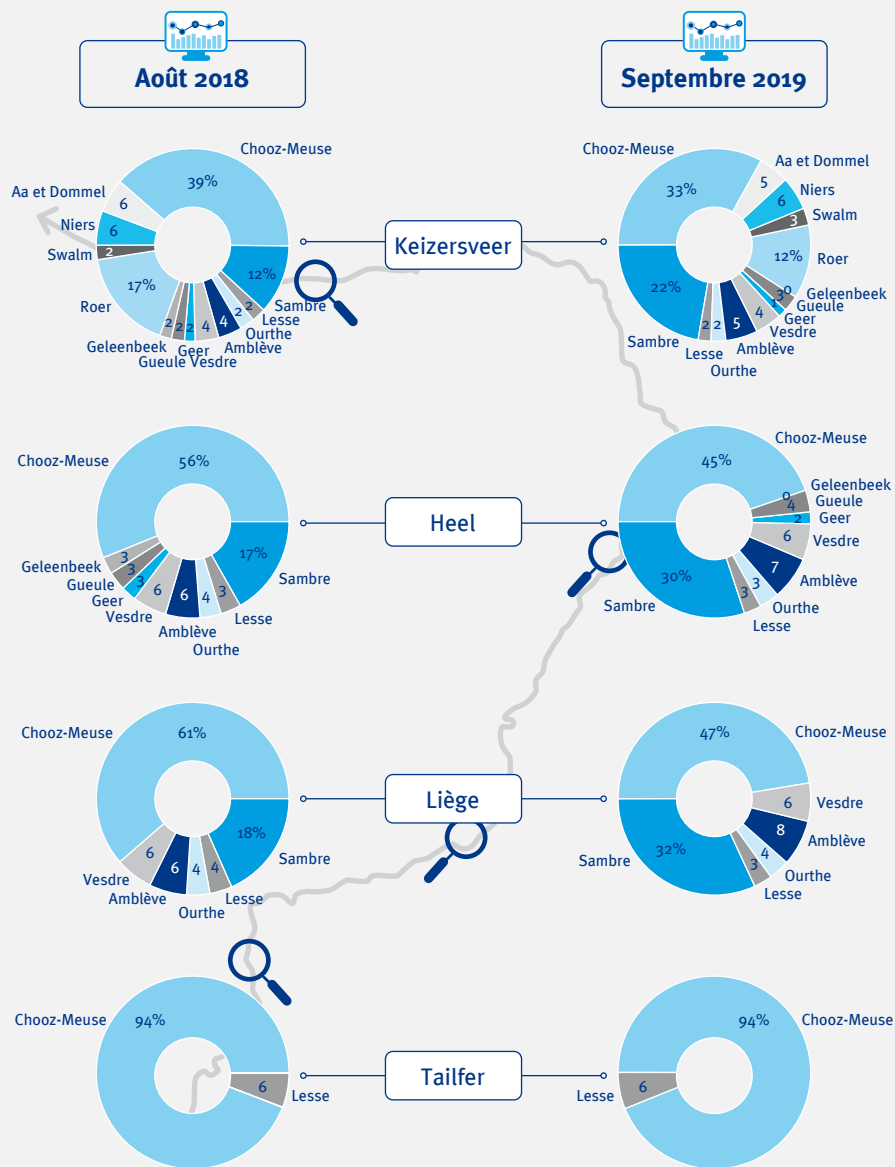 Août 2018
Septembre 2019
Keizersveer
Chooz-Meuse
39%
Aa et Dommel
6
Niers
6
Swalm
2
Roer
17%
Geleenbeek
2
Gueule
2
Geer
2
Vesdre
4
Amblève
4
Ourthe
2
Lesse
2
Sambre
12%
Chooz-Meuse
33%
Aa et Dommel
5
Niers
6
Swalm
3
Roer
12%
Geleenbeek
0
Gueule
3
Geer
1
Vesdre
4
Amblève
5
Ourthe
2
Lesse
2
Sambre
22%
Heel
Chooz-Meuse
56%
Geleenbeek
3
Gueule
3
Geer
3
Vesdre
6
Amblève
6
Ourthe
4
Lesse
3
Sambre
17%
Chooz-Meuse
45%
Geleenbeek
0
Gueule
4
Geer
2
Vesdre
6
Amblève
7
Ourthe
3
Lesse
3
Sambre
30%
Liège
Chooz-Meuse
61%
Vesdre
6
Amblève
6
Ourthe
4
Lesse
4
Sambre
18%
Chooz-Meuse
47%
Vesdre
6
Amblève
8
Ourthe
4
Lesse
3
Sambre
32%
Tailfer
Chooz-Meuse
94%
Lesse
6
Chooz-Meuse
94%
Lesse
6